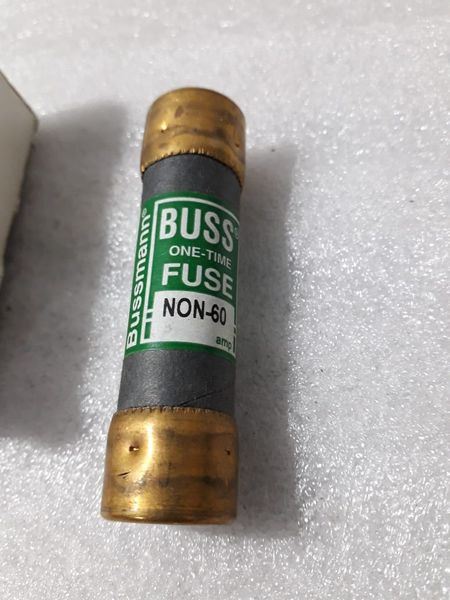 Bussmann®
BUSS®
ONE-TIME
FUSE
NON-60
amp